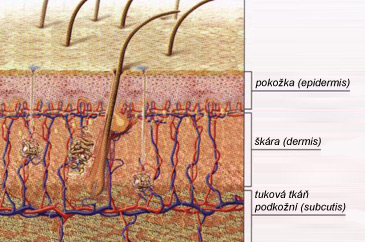 pokožka (epidermis)
škára (dermis)
tuková tkáň
podkožní (subcutis)